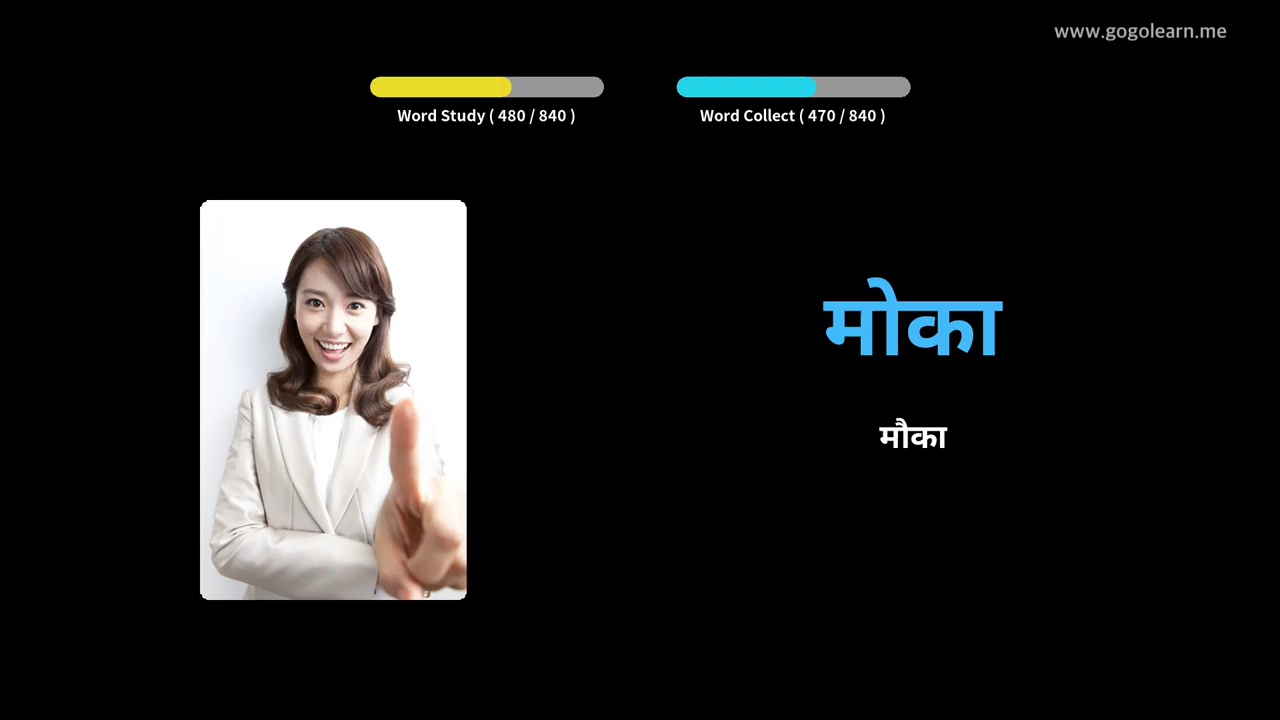 www.gogolearn.me
Word Study ( 480 / 840 )
Word Collect ( 470 / 840 )
मोका
मौका